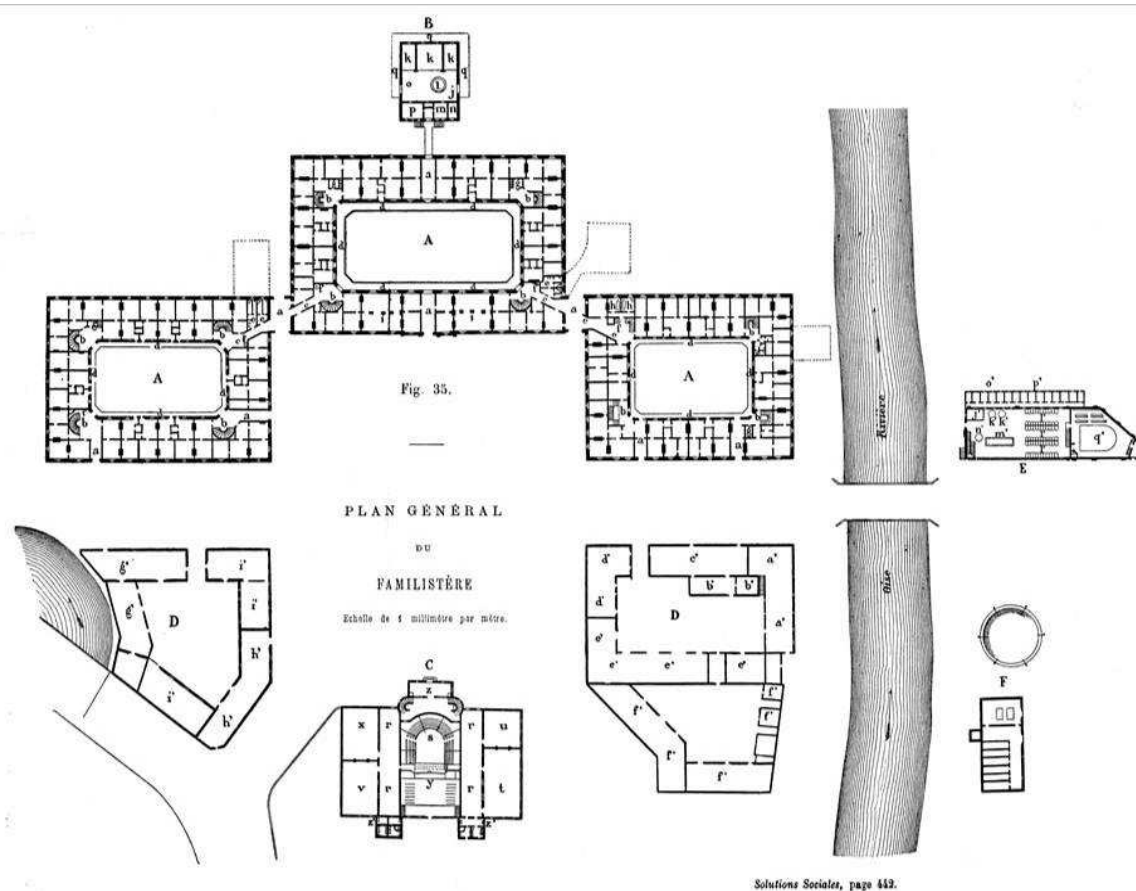 B
q
k k k
q q
o l j
p m n
a
g g
b b
d d
d A d
f f
b b
d d
e e
i a i
a a
h h
g b
b b
d d
d A d
d A d
b b
b b
d d
a a
a g
Fig. 35.
PLAN GÉNÉRAL
DU
FAMILISTÈRE
Echelle de 1 millimètre par mètre.
Rivière
o' p'
k' k'
n' m' q'
E
g' i'
g' D i'
h'
i' h'
d' c' a'
b' b'
d' D
a'
e'
e' e' e'
f' f'
f'
f' f'
Oise
F
C
z
x r r u
s
v r y r t
z' z'
Solutions Sociales, page 442.